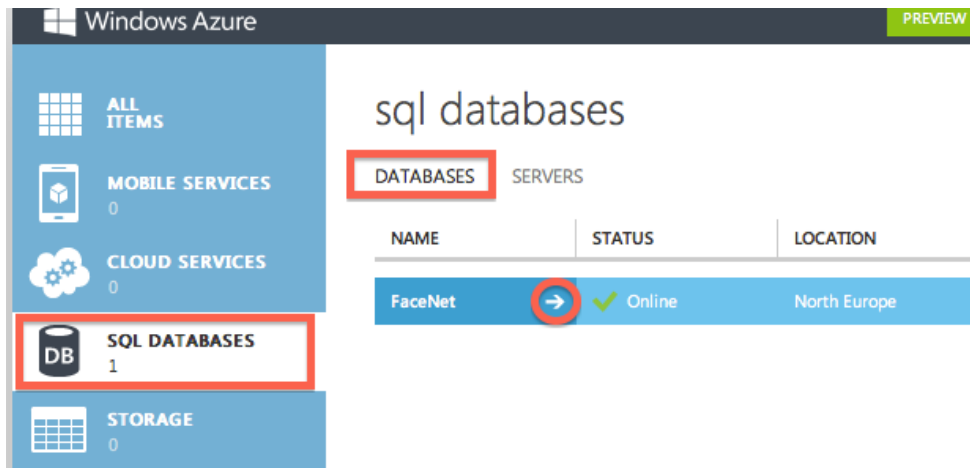 Windows Azure
PREVIEW
ALL
ITEMS
MOBILE SERVICES
0
CLOUD SERVICES
0
DB
SQL DATABASES
1
STORAGE
0
sql databases
DATABASES SERVERS
NAME STATUS LOCATION
FaceNet Online North Europe